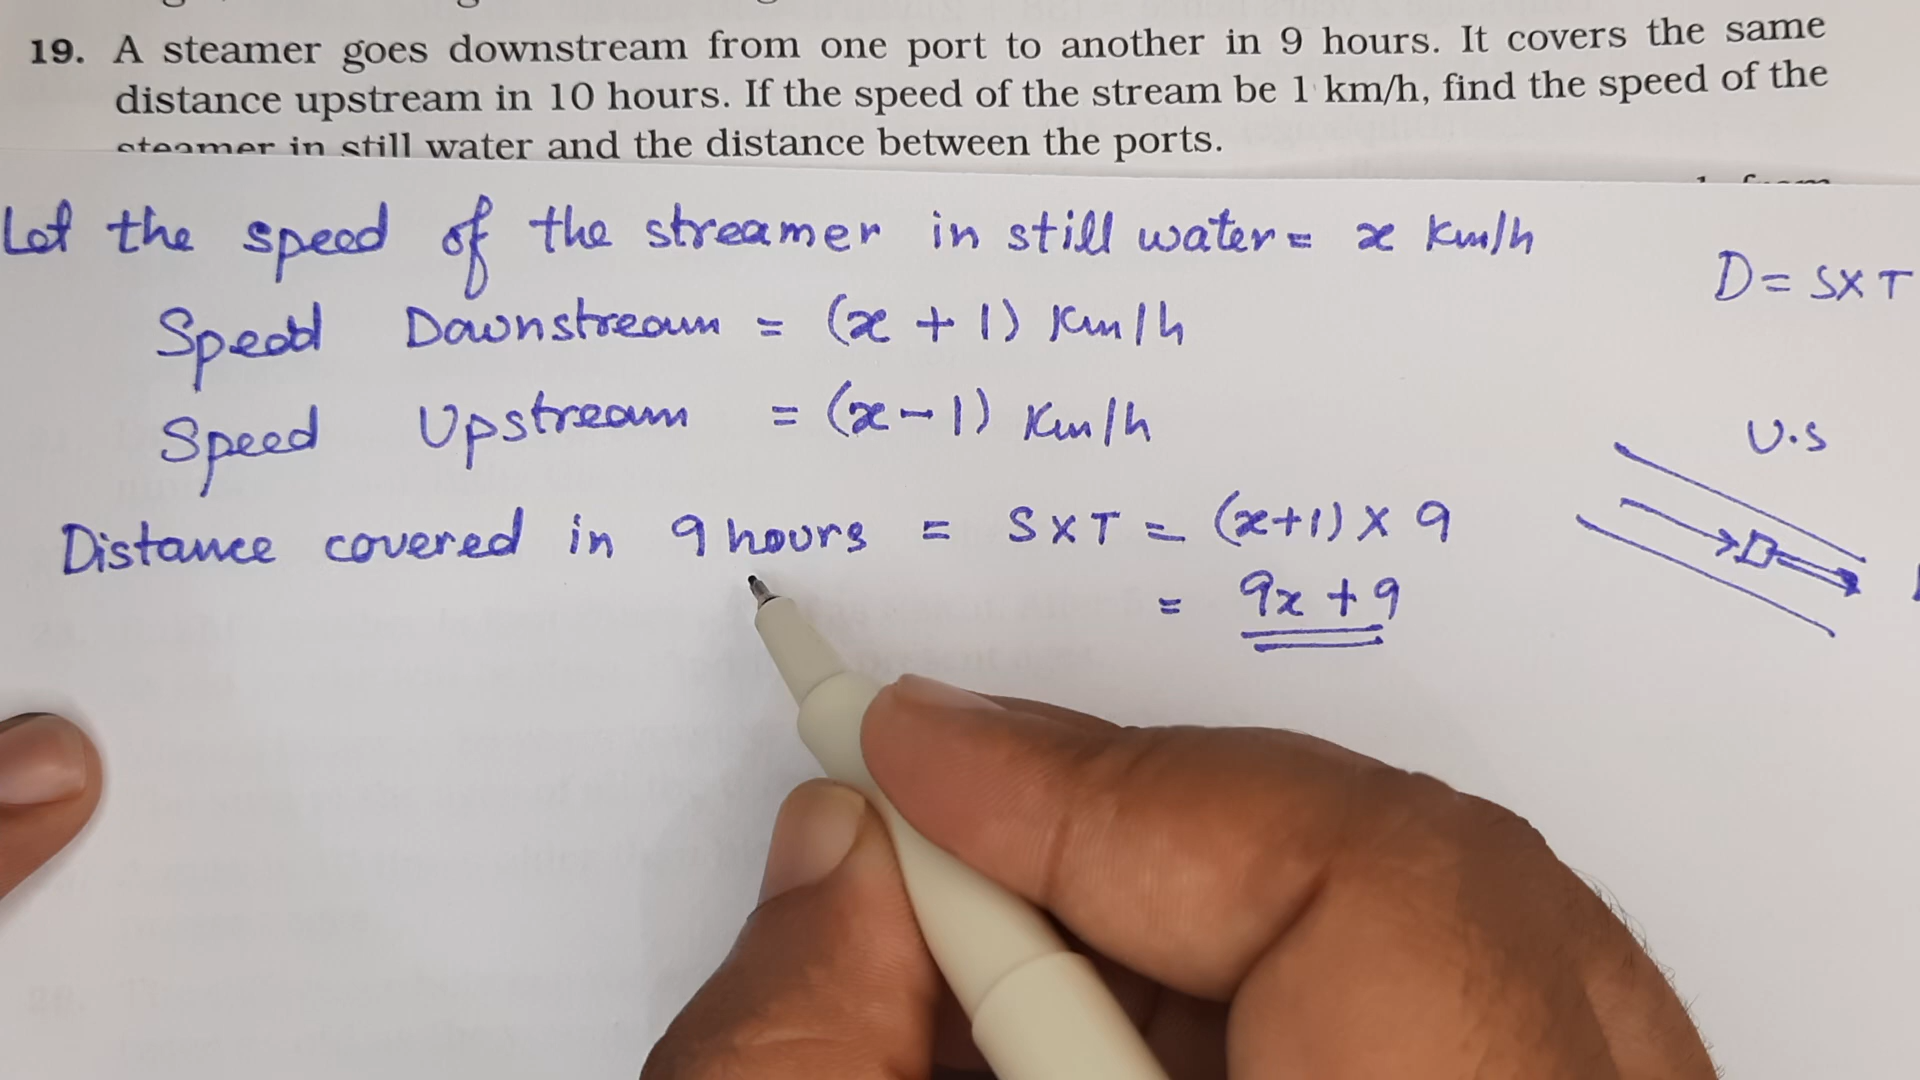 19. A steamer goes downstream from one port to another in 9 hours. It covers the same
distance upstream in 10 hours. If the speed of the stream be 1 km/h, find the speed of the
steamer in still water and the distance between the ports.
Let the speed of the streamer in still water = x km/h
D = S X T
Speed Downstream = (x + 1) Km/h
Speed Upstream = (x - 1) Km/h
U.S
Distance covered in 9 hours = S X T = (x+1) X 9
= 9x + 9